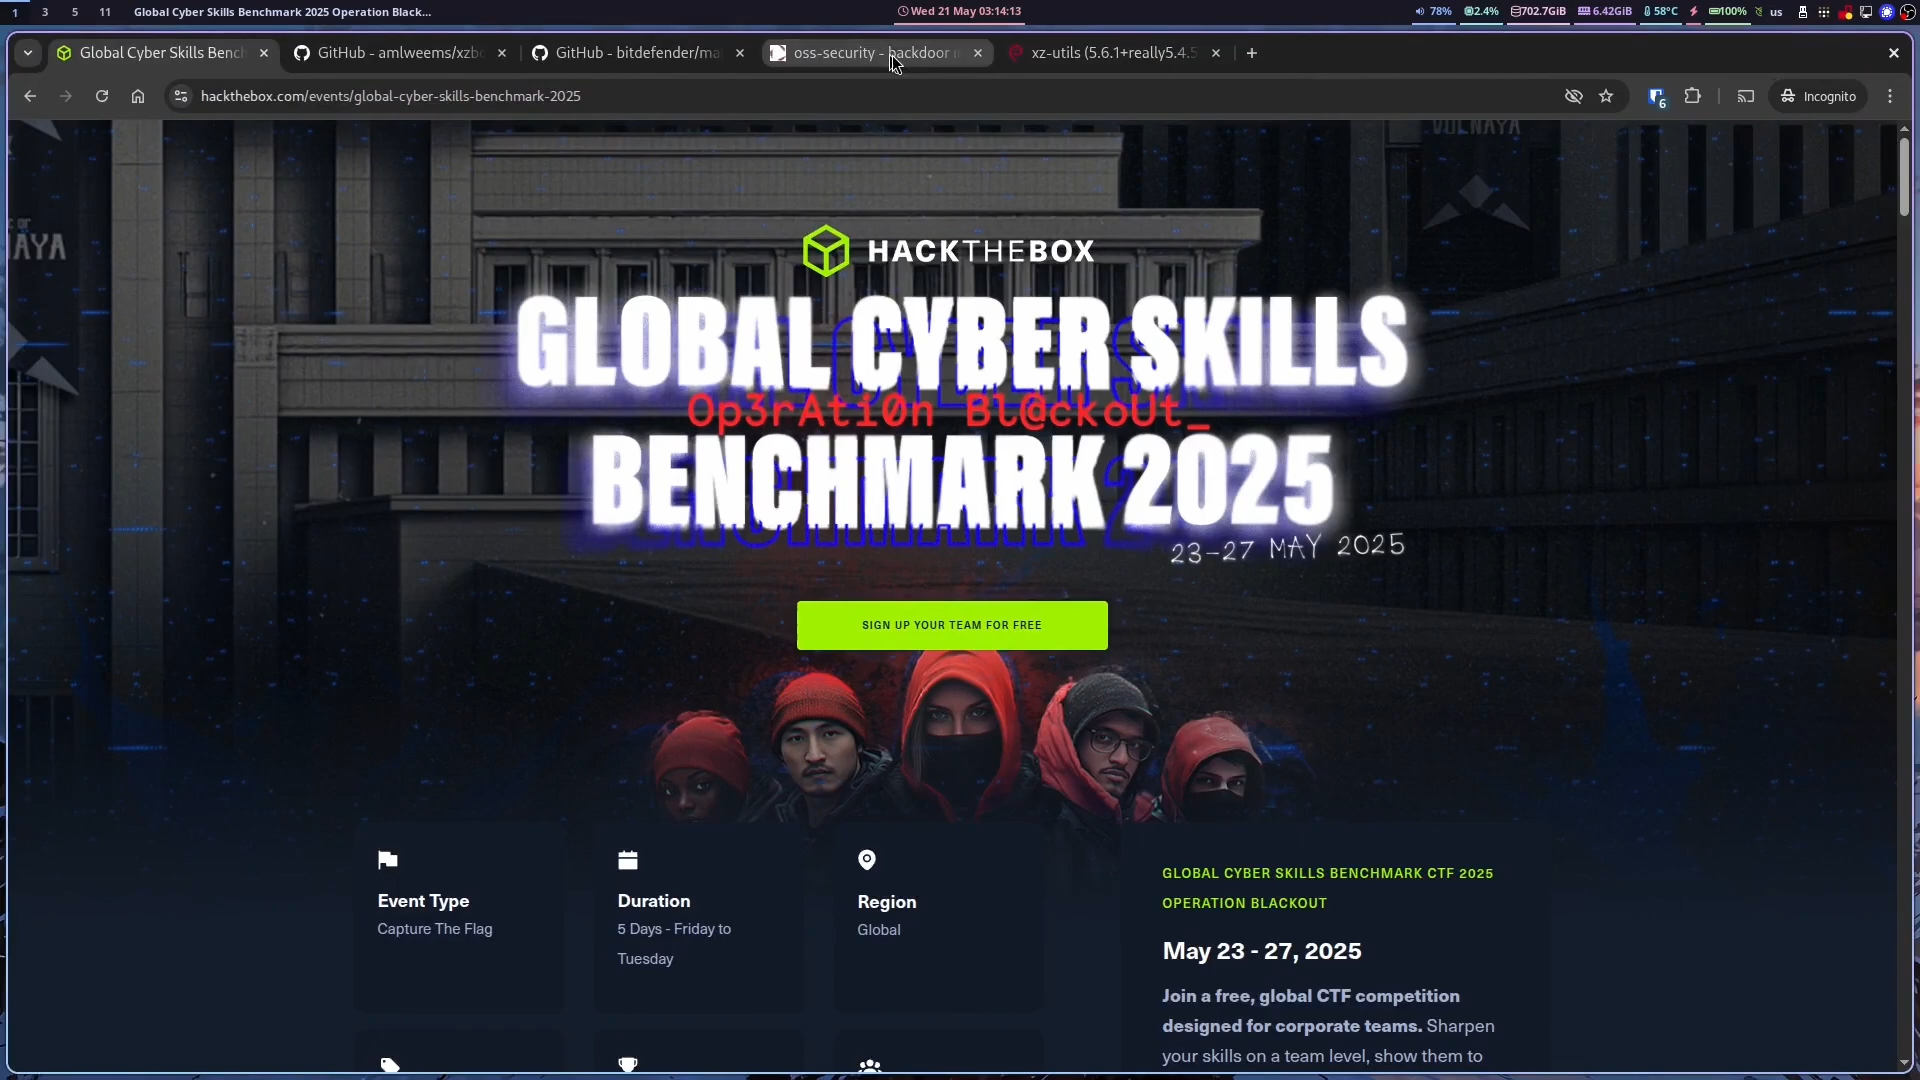 1 3 5 11 Global Cyber Skills Benchmark 2025 Operation Black... Wed 21 May 03:14:13 78% 2.4% 702.7GiB 6.42GiB 58°C 100% us
Global Cyber Skills Bench GitHub - amlweems/xzbo GitHub - bitdefender/ma oss-security - backdoor i xz-utils (5.6.1+really5.4.5
hackthebox.com/events/global-cyber-skills-benchmark-2025 6 Incognito
VOLNAYA
NAYA
HACKTHEBOX
GLOBAL CYBER SKILLS
Op3rAti0n Bl@ckoUt_
BENCHMARK 2025
23-27 MAY 2025
SIGN UP YOUR TEAM FOR FREE
Event Type
Capture The Flag
Duration
5 Days - Friday to
Tuesday
Region
Global
GLOBAL CYBER SKILLS BENCHMARK CTF 2025
OPERATION BLACKOUT
May 23 - 27, 2025
Join a free, global CTF competition
designed for corporate teams. Sharpen
your skills on a team level, show them to